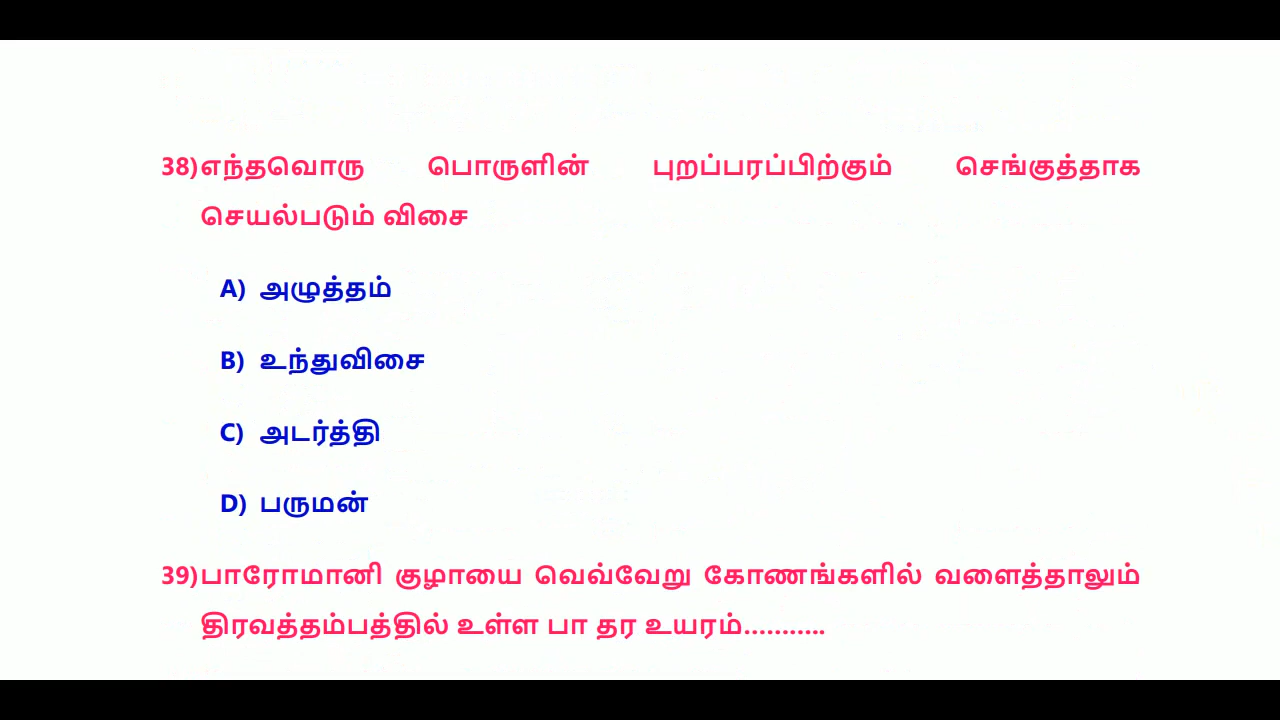 38)எந்தவொரு பொருளின் புறப்பரப்பிற்கும் செங்குத்தாக
செயல்படும் விசை
A) அழுத்தம்
B) உந்துவிசை
C) அடர்த்தி
D) பருமன்
39)பாரோமானி குழாயை வெவ்வேறு கோணங்களில் வளைத்தாலும்
திரவத்தம்பத்தில் உள்ள பா தர உயரம்...........